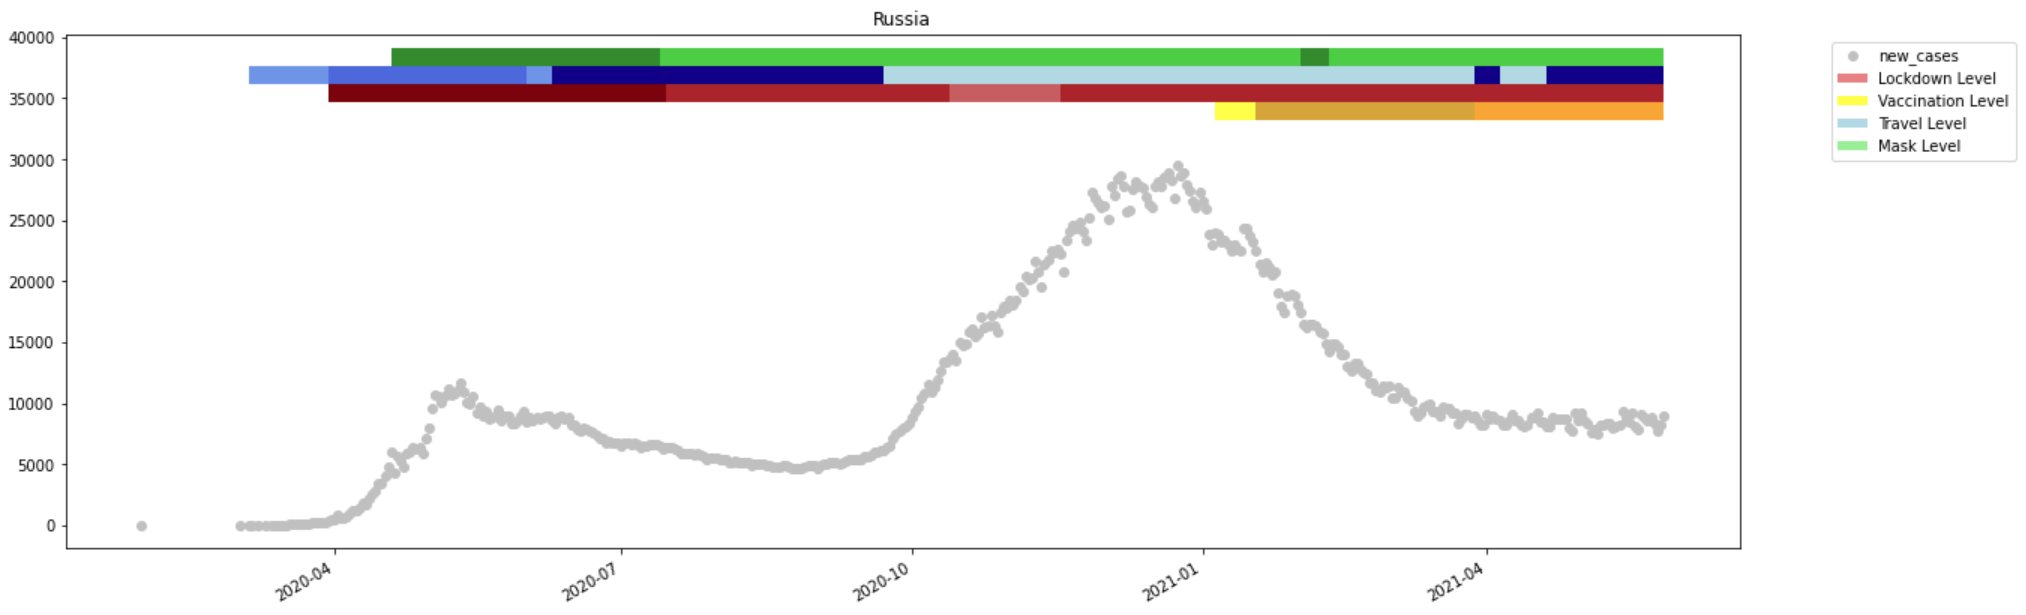 Russia
40000
35000
30000
25000
20000
15000
10000
5000
0
2020-04
2020-07
2020-10
2021-01
2021-04
new_cases
Lockdown Level
Vaccination Level
Travel Level
Mask Level